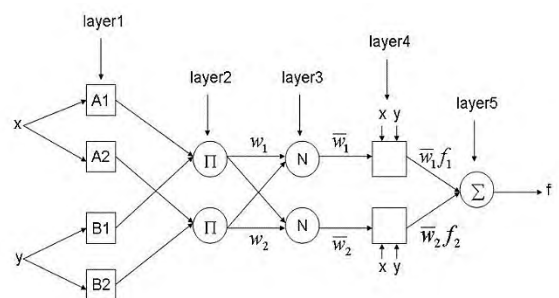 layer1
layer2
layer3
layer4
layer5
x
y
A1
A2
B1
B2
Π
Π
w₁
w₂
N
N
w̅₁
w̅₂
x y
x y
w̅₁f₁
w̅₂f₂
Σ
f